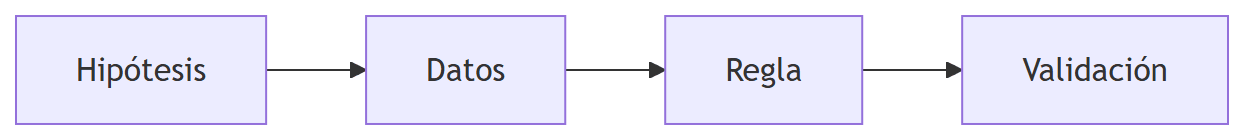 Hipótesis
Datos
Regla
Validación